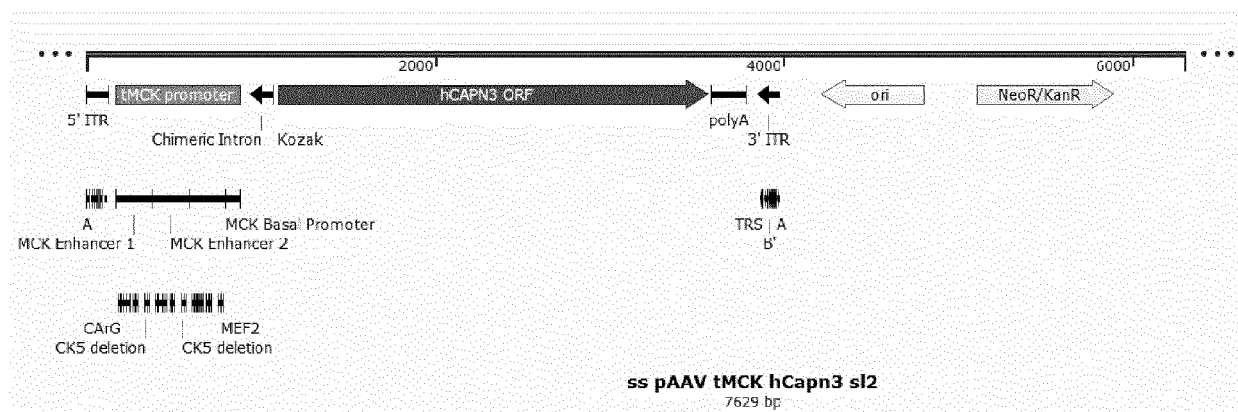 2000 4000 6000
tMCK promoter hCAPN3 ORF ori NeoR/KanR
5' ITR polyA
Chimeric Intron Kozak 3' ITR
A MCK Basal Promoter TRS A
MCK Enhancer 1 MCK Enhancer 2 B'
CArG MEF2
CK5 deletion CK5 deletion
ss pAAV tMCK hCapn3 sl2
7629 bp